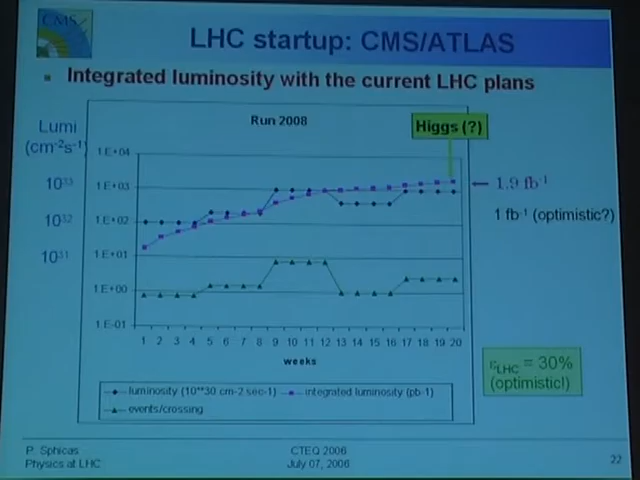 CMS
LHC startup: CMS/ATLAS
Integrated luminosity with the current LHC plans
Lumi
(cm-2s-1)
1033
1032
1031
Run 2008
Higgs (?)
1.E+04
1.E+03
1.E+02
1.E+01
1.E+00
1.E-01
1 2 3 4 5 6 7 8 9 10 11 12 13 14 15 16 17 18 19 20
weeks
luminosity (10**30 cm-2 sec-1)
integrated luminosity (pb-1)
events/crossing
1.9 fb-1
1 fb-1 (optimistic?)
εLHC = 30%
(optimistic!)
P. Sphicas
Physics at LHC
CTEQ 2006
July 07, 2006
22